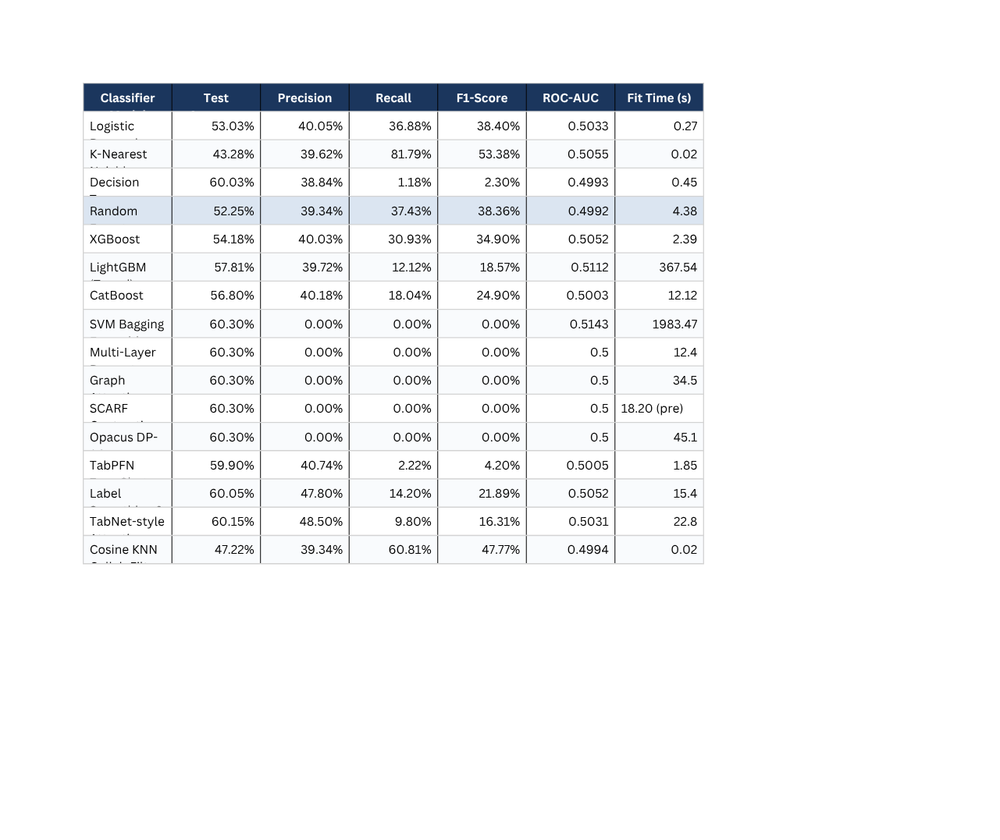 Classifier Test Precision Recall F1-Score ROC-AUC Fit Time (s)
Logistic 53.03% 40.05% 36.88% 38.40% 0.5033 0.27
K-Nearest 43.28% 39.62% 81.79% 53.38% 0.5055 0.02
Decision 60.03% 38.84% 1.18% 2.30% 0.4993 0.45
Random 52.25% 39.34% 37.43% 38.36% 0.4992 4.38
XGBoost 54.18% 40.03% 30.93% 34.90% 0.5052 2.39
LightGBM 57.81% 39.72% 12.12% 18.57% 0.5112 367.54
CatBoost 56.80% 40.18% 18.04% 24.90% 0.5003 12.12
SVM Bagging 60.30% 0.00% 0.00% 0.00% 0.5143 1983.47
Multi-Layer 60.30% 0.00% 0.00% 0.00% 0.5 12.4
Graph 60.30% 0.00% 0.00% 0.00% 0.5 34.5
SCARF 60.30% 0.00% 0.00% 0.00% 0.5 18.20 (pre)
Opacus DP- 60.30% 0.00% 0.00% 0.00% 0.5 45.1
TabPFN 59.90% 40.74% 2.22% 4.20% 0.5005 1.85
Label 60.05% 47.80% 14.20% 21.89% 0.5052 15.4
TabNet-style 60.15% 48.50% 9.80% 16.31% 0.5031 22.8
Cosine KNN 47.22% 39.34% 60.81% 47.77% 0.4994 0.02